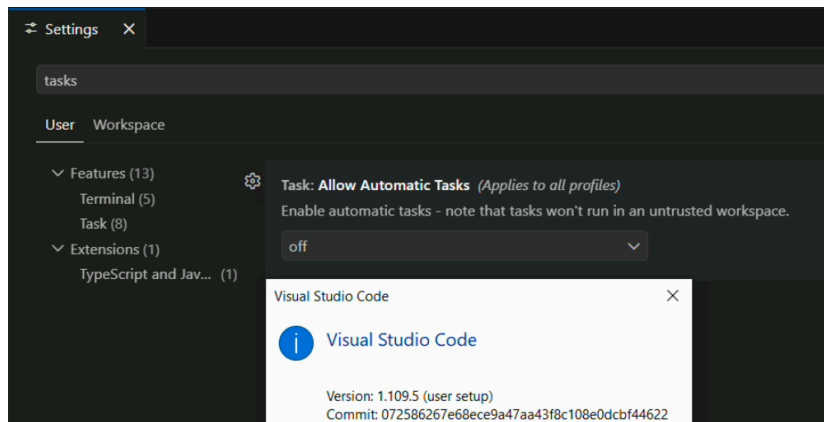 Settings
tasks
User Workspace
Features (13)
Terminal (5)
Task (8)
Extensions (1)
TypeScript and Jav... (1)
Task: Allow Automatic Tasks (Applies to all profiles)
Enable automatic tasks - note that tasks won't run in an untrusted workspace.
off
Visual Studio Code
Visual Studio Code
Version: 1.109.5 (user setup)
Commit: 072586267e68ece9a47aa43f8c108e0dcbf44622